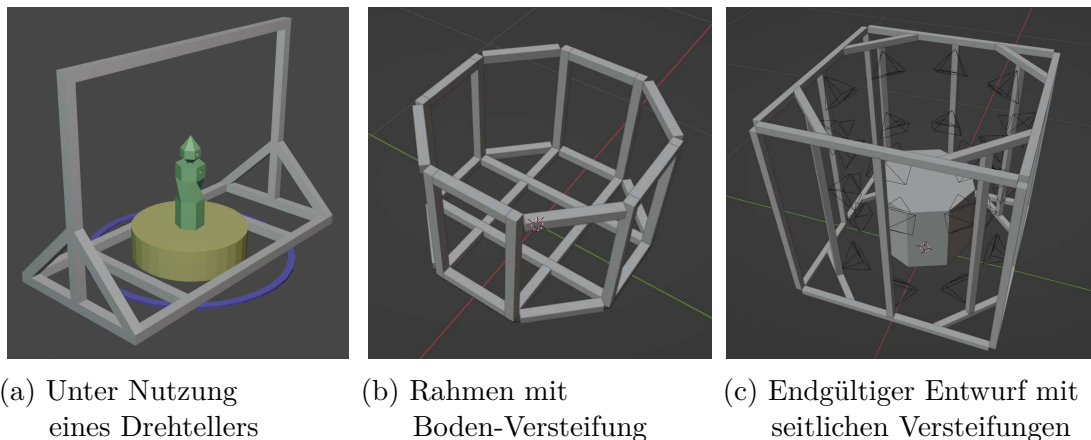 (a) Unter Nutzung
eines Drehtellers
(b) Rahmen mit
Boden-Versteifung
(c) Endgültiger Entwurf mit
seitlichen Versteifungen